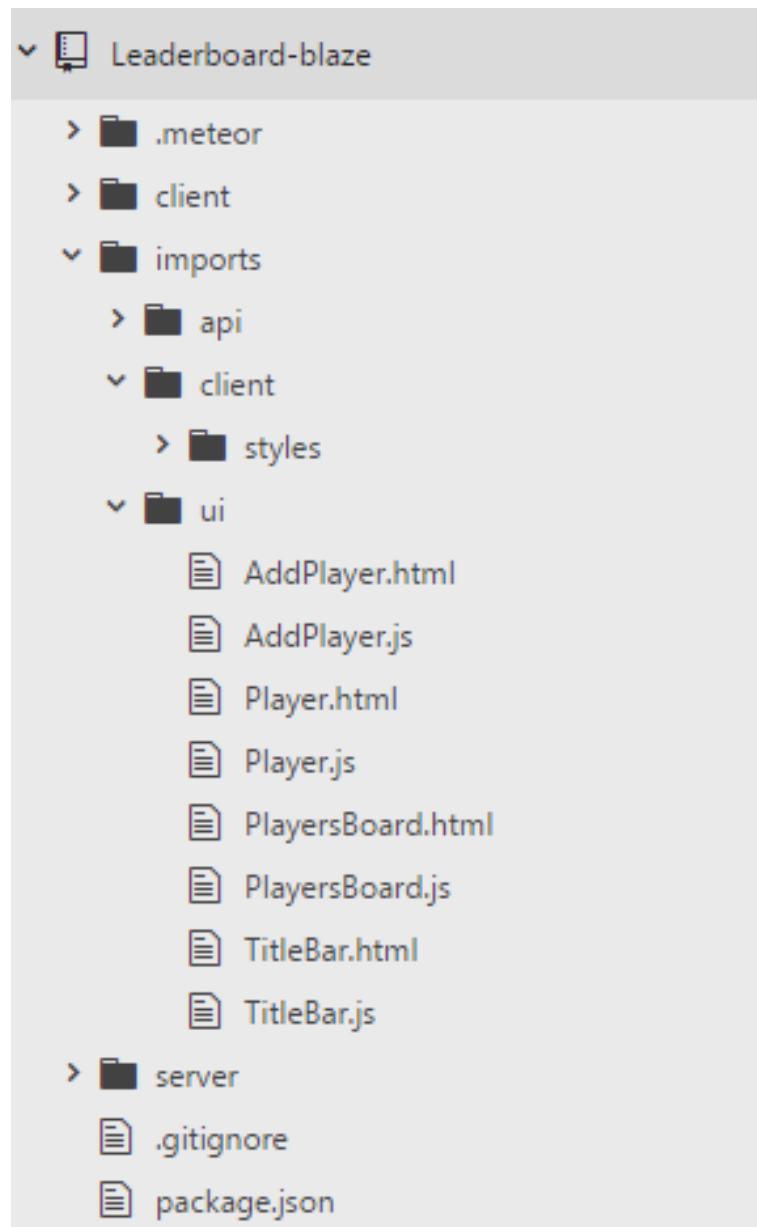 Leaderboard-blaze
.meteor
client
imports
api
client
styles
ui
AddPlayer.html
AddPlayer.js
Player.html
Player.js
PlayersBoard.html
PlayersBoard.js
TitleBar.html
TitleBar.js
server
.gitignore
package.json